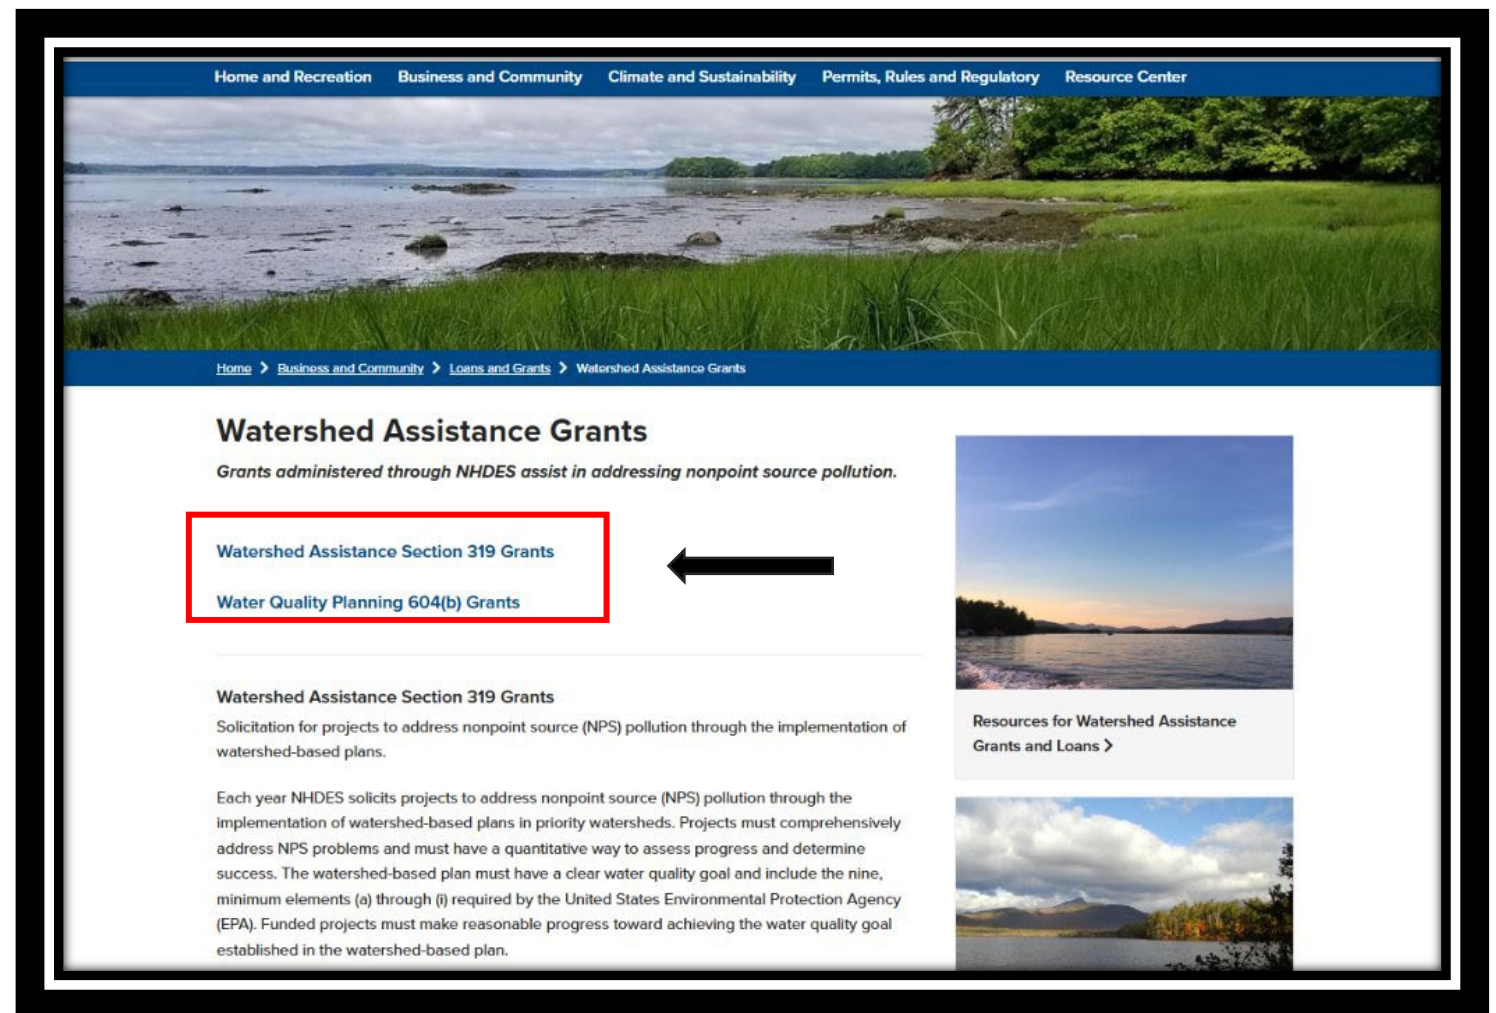 Home and Recreation Business and Community Climate and Sustainability Permits, Rules and Regulatory Resource Center
Home > Business and Community > Loans and Grants > Watershed Assistance Grants
Watershed Assistance Grants
Grants administered through NHDES assist in addressing nonpoint source pollution.
Watershed Assistance Section 319 Grants
Water Quality Planning 604(b) Grants
Watershed Assistance Section 319 Grants
Solicitation for projects to address nonpoint source (NPS) pollution through the implementation of
watershed-based plans.
Each year NHDES solicits projects to address nonpoint source (NPS) pollution through the
implementation of watershed-based plans in priority watersheds. Projects must comprehensively
address NPS problems and must have a quantitative way to assess progress and determine
success. The watershed-based plan must have a clear water quality goal and include the nine,
minimum elements (a) through (i) required by the United States Environmental Protection Agency
(EPA). Funded projects must make reasonable progress toward achieving the water quality goal
established in the watershed-based plan.
Resources for Watershed Assistance
Grants and Loans >